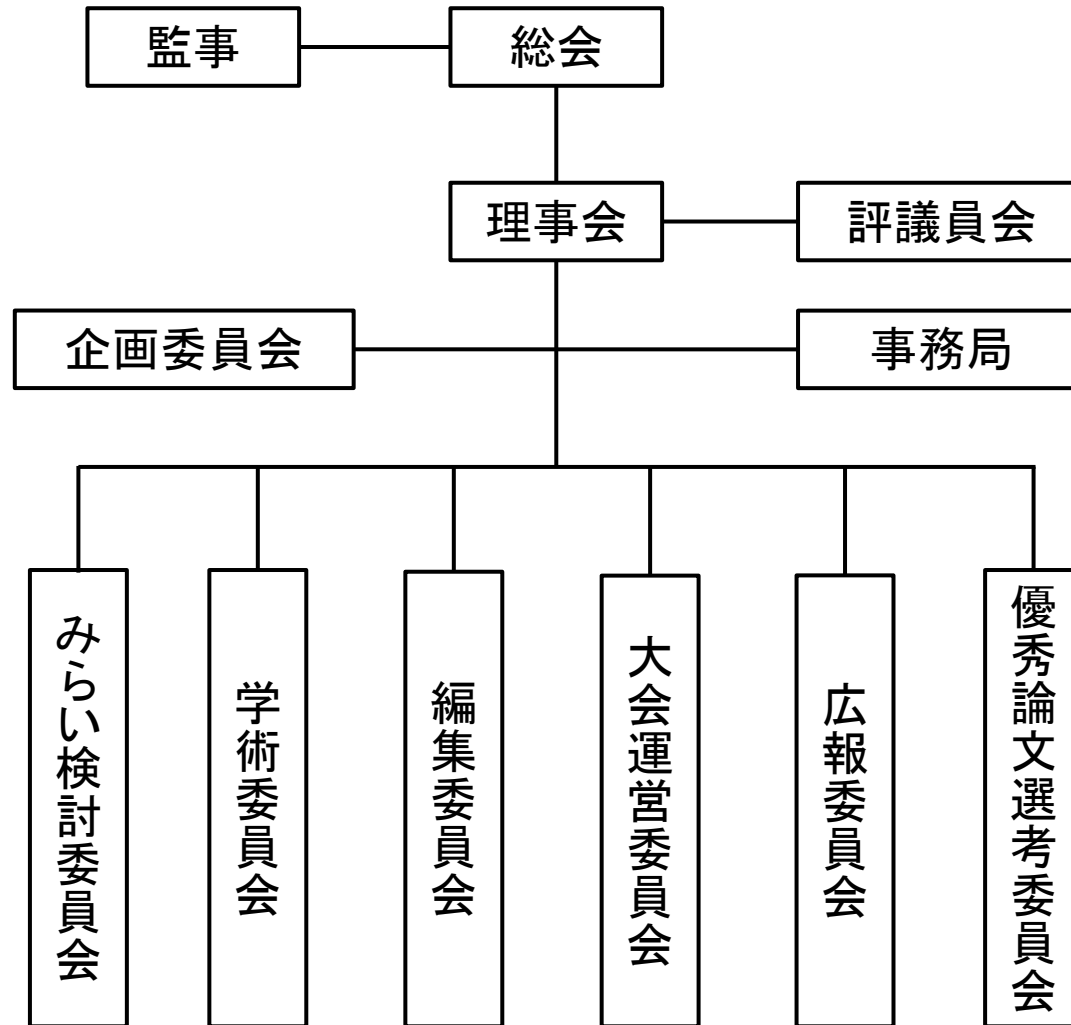 監事
総会
理事会
評議員会
企画委員会
事務局
みらい検討委員会
学術委員会
編集委員会
大会運営委員会
広報委員会
優秀論文選考委員会